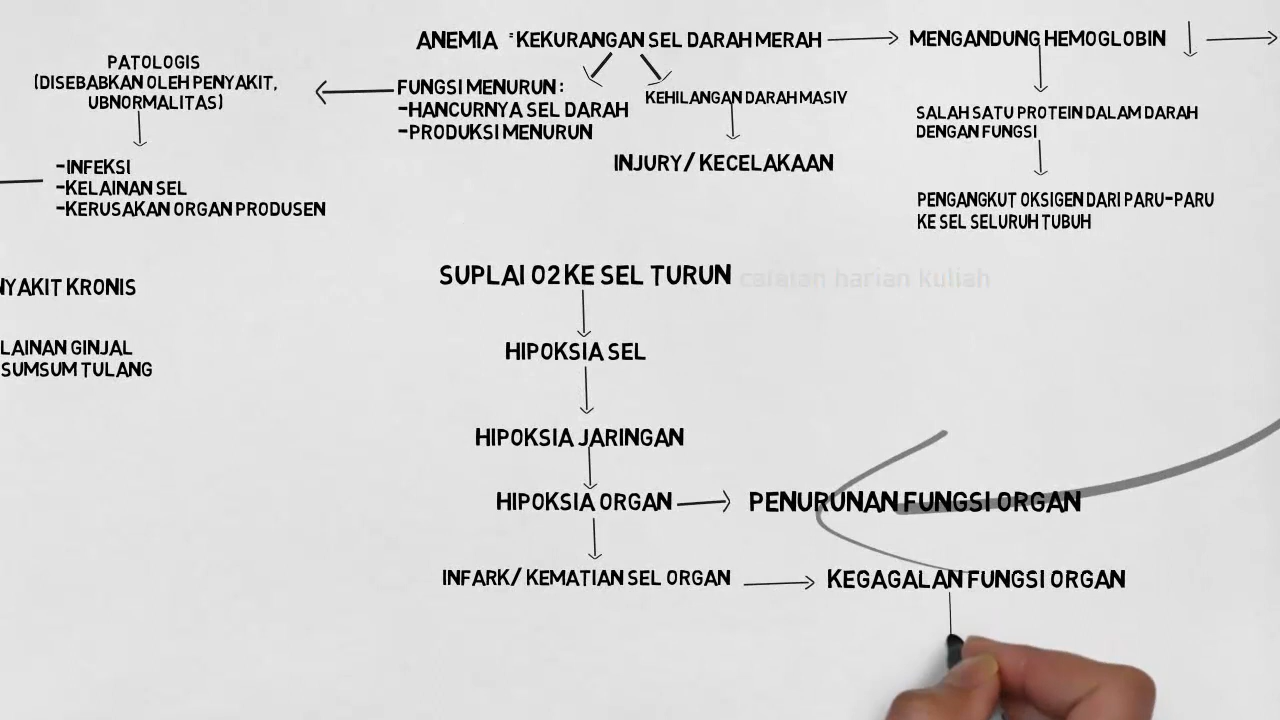 ANEMIA = KEKURANGAN SEL DARAH MERAH
MENGANDUNG HEMOGLOBIN
PATOLOGIS
(DISEBABKAN OLEH PENYAKIT,
UBNORMALITAS)
FUNGSI MENURUN :
-HANCURNYA SEL DARAH
-PRODUKSI MENURUN
KEHILANGAN DARAH MASIV
INJURY/ KECELAKAAN
SALAH SATU PROTEIN DALAM DARAH
DENGAN FUNGSI
PENGANGKUT OKSIGEN DARI PARU-PARU
KE SEL SELURUH TUBUH
-INFEKSI
-KELAINAN SEL
-KERUSAKAN ORGAN PRODUSEN
NYAKIT KRONIS
LAINAN GINJAL
SUMSUM TULANG
SUPLAI O2 KE SEL TURUN
catatan harian kuliah
HIPOKSIA SEL
HIPOKSIA JARINGAN
HIPOKSIA ORGAN
PENURUNAN FUNGSI ORGAN
INFARK/ KEMATIAN SEL ORGAN
KEGAGALAN FUNGSI ORGAN